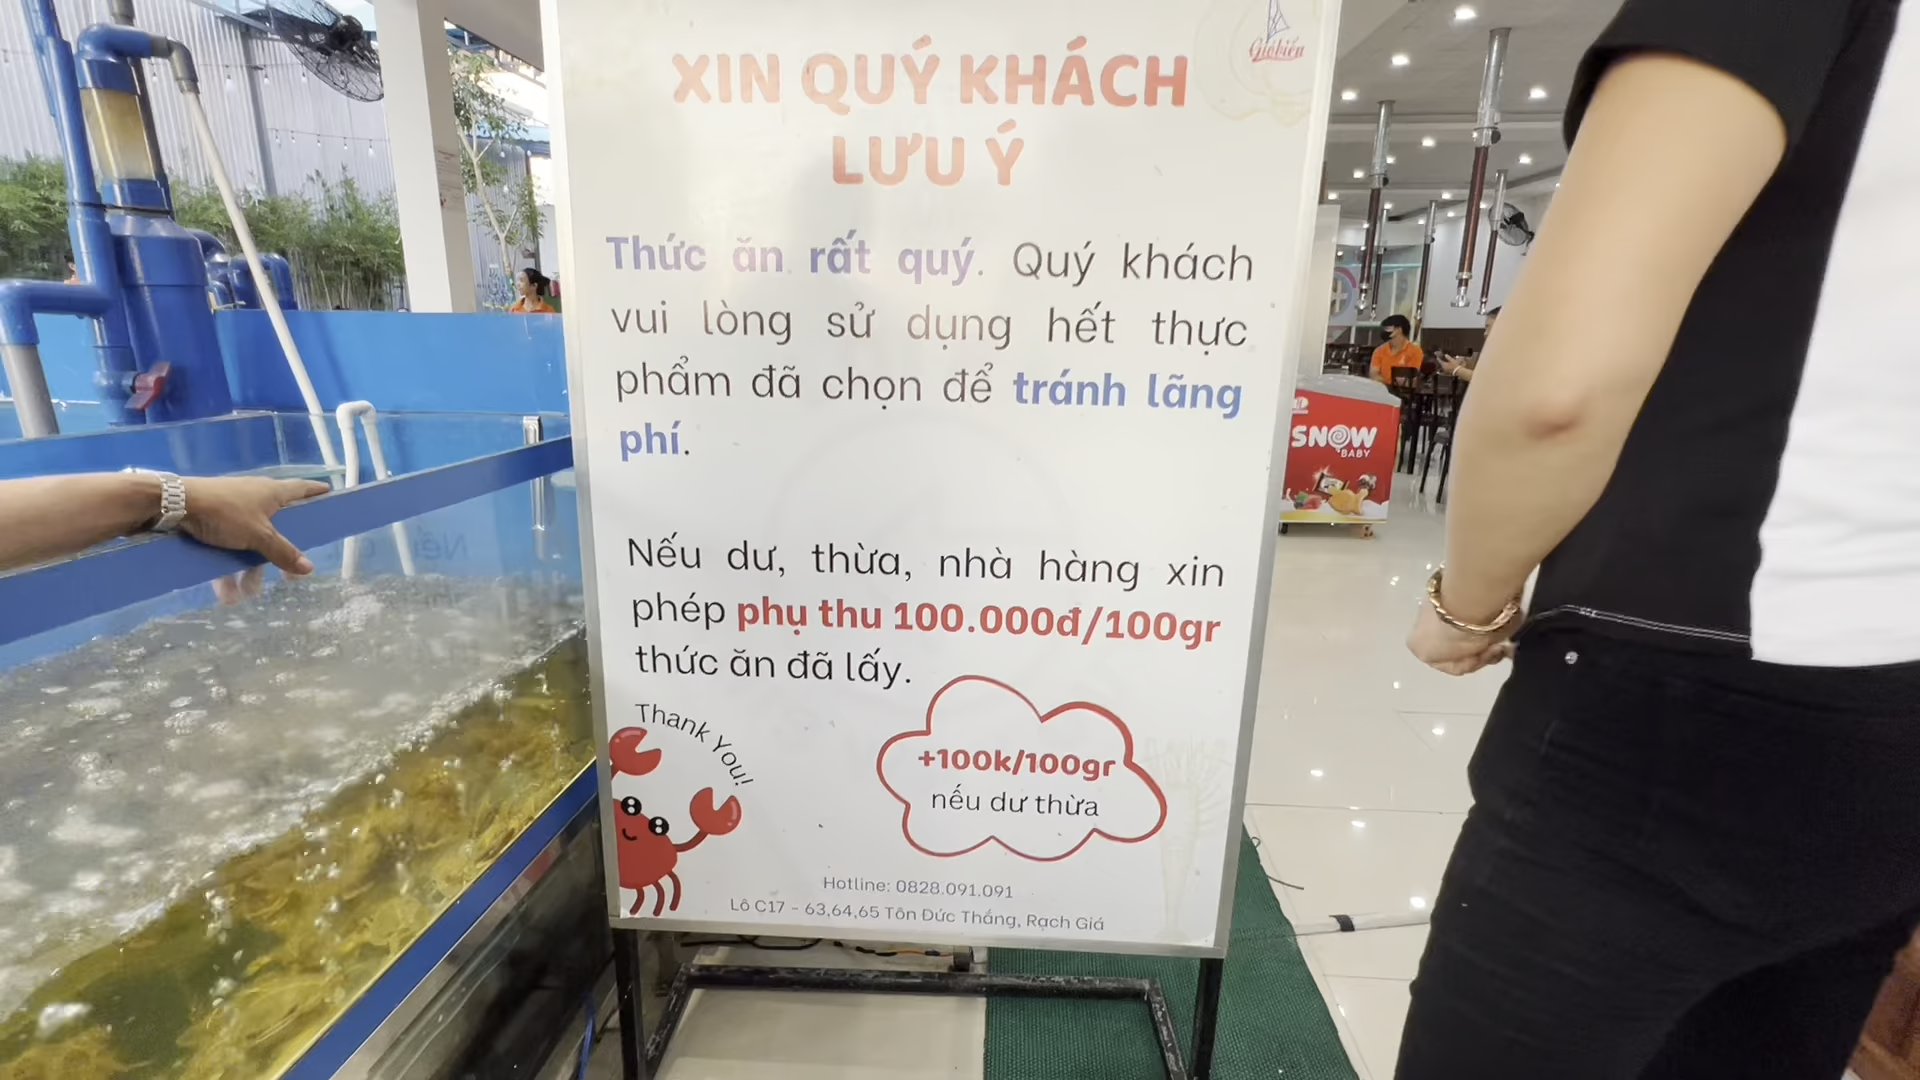 Gió biển
XIN QUÝ KHÁCH
LƯU Ý
Thức ăn rất quý. Quý khách
vui lòng sử dụng hết thực
phẩm đã chọn để tránh lãng
phí.
Nếu dư, thừa, nhà hàng xin
phép phụ thu 100.000đ/100gr
thức ăn đã lấy.
Thank You!
+100k/100gr
nếu dư thừa
Hotline: 0828.091.091
Lô C17 - 63,64,65 Tôn Đức Thắng, Rạch Giá
SNOW
BABY